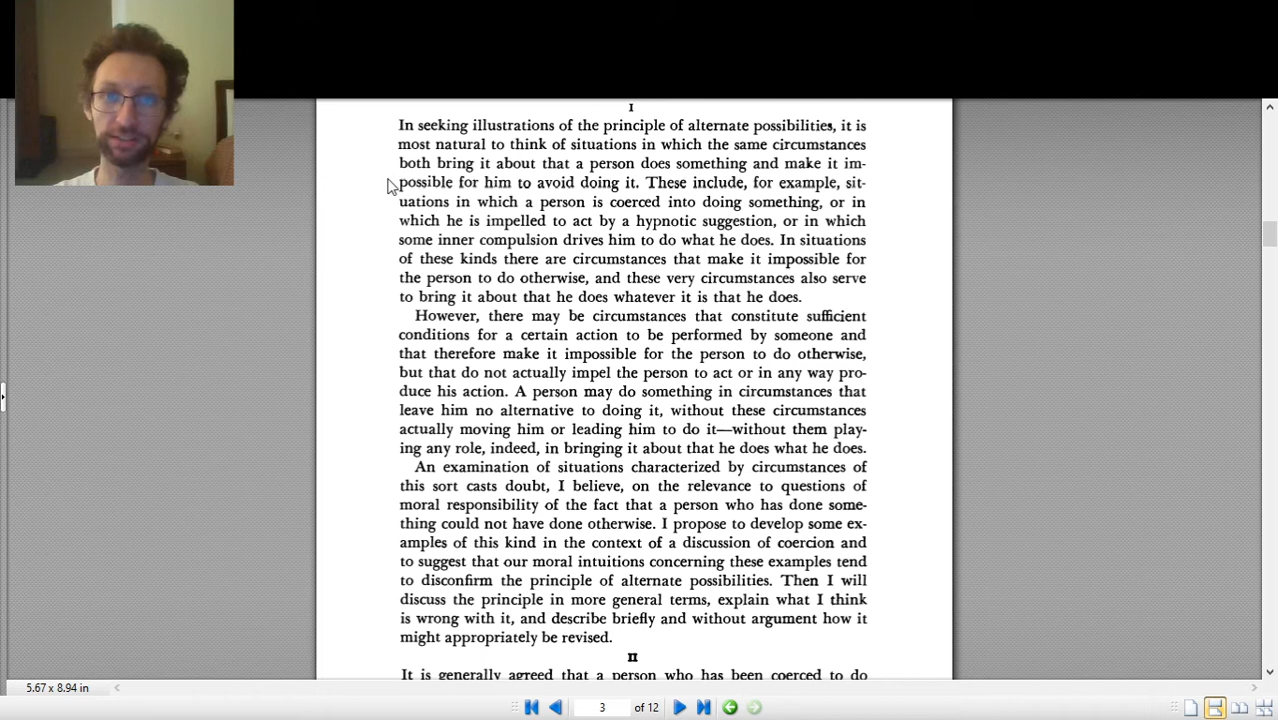 I
In seeking illustrations of the principle of alternate possibilities, it is
most natural to think of situations in which the same circumstances
both bring it about that a person does something and make it im-
possible for him to avoid doing it. These include, for example, sit-
uations in which a person is coerced into doing something, or in
which he is impelled to act by a hypnotic suggestion, or in which
some inner compulsion drives him to do what he does. In situations
of these kinds there are circumstances that make it impossible for
the person to do otherwise, and these very circumstances also serve
to bring it about that he does whatever it is that he does.
However, there may be circumstances that constitute sufficient
conditions for a certain action to be performed by someone and
that therefore make it impossible for the person to do otherwise,
but that do not actually impel the person to act or in any way pro-
duce his action. A person may do something in circumstances that
leave him no alternative to doing it, without these circumstances
actually moving him or leading him to do it—without them play-
ing any role, indeed, in bringing it about that he does what he does.
An examination of situations characterized by circumstances of
this sort casts doubt, I believe, on the relevance to questions of
moral responsibility of the fact that a person who has done some-
thing could not have done otherwise. I propose to develop some ex-
amples of this kind in the context of a discussion of coercion and
to suggest that our moral intuitions concerning these examples tend
to disconfirm the principle of alternate possibilities. Then I will
discuss the principle in more general terms, explain what I think
is wrong with it, and describe briefly and without argument how it
might appropriately be revised.
II
It is generally agreed that a person who has been coerced to do
5.67 x 8.94 in
3 of 12